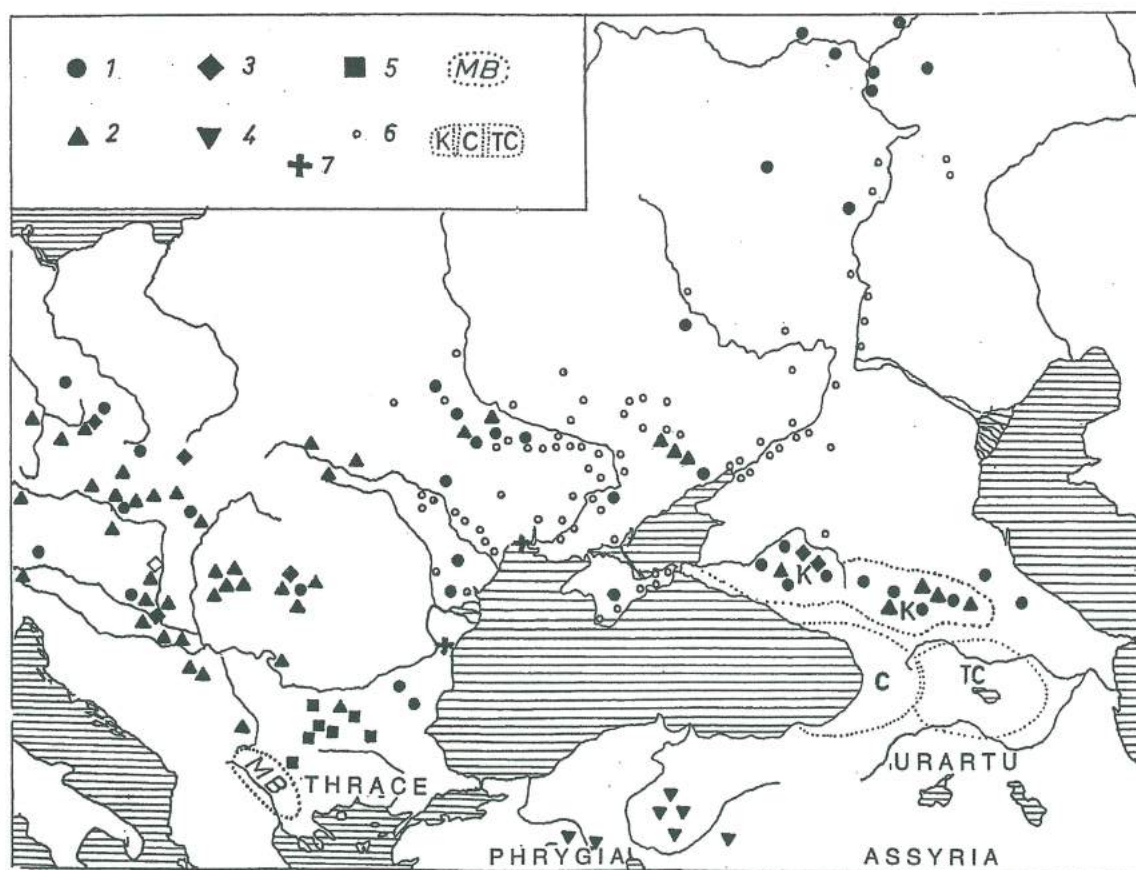 1 3 5 MB
2 4 6 K C TC
7
K
K
C TC
URARTU
MB THRACE
PHRYGIA ASSYRIA